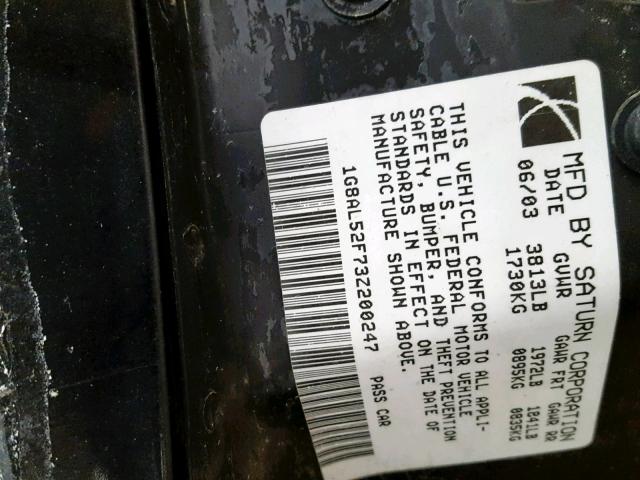 MFD BY SATURN CORPORATION
DATE GVWR GAWR FRT GAWR RR
06/03 3813LB 1972LB 1841LB
1730KG 0895KG 0835KG
THIS VEHICLE CONFORMS TO ALL APPLI-
CABLE U.S. FEDERAL MOTOR VEHICLE
SAFETY, BUMPER, AND THEFT PREVENTION
STANDARDS IN EFFECT ON THE DATE OF
MANUFACTURE SHOWN ABOVE.
1G8AL52F73Z200247 PASS CAR